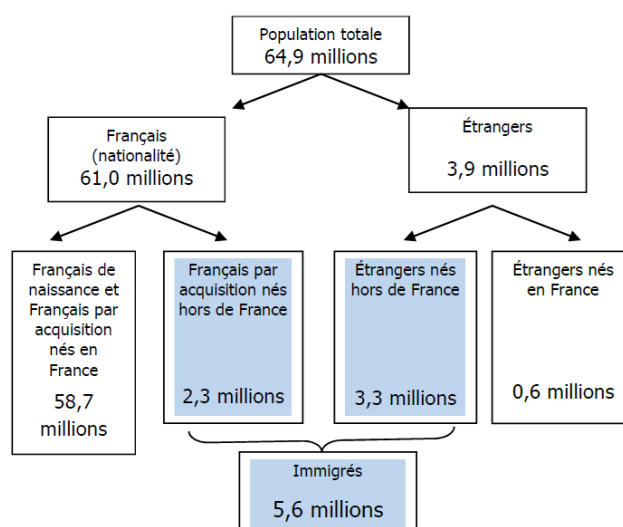 Population totale
64,9 millions
Français
(nationalité)
61,0 millions
Étrangers
3,9 millions
Français de
naissance et
Français par
acquisition
nés en
France
58,7
millions
Français par
acquisition nés
hors de France
2,3 millions
Étrangers nés
hors de France
3,3 millions
Étrangers nés
en France
0,6 millions
Immigrés
5,6 millions